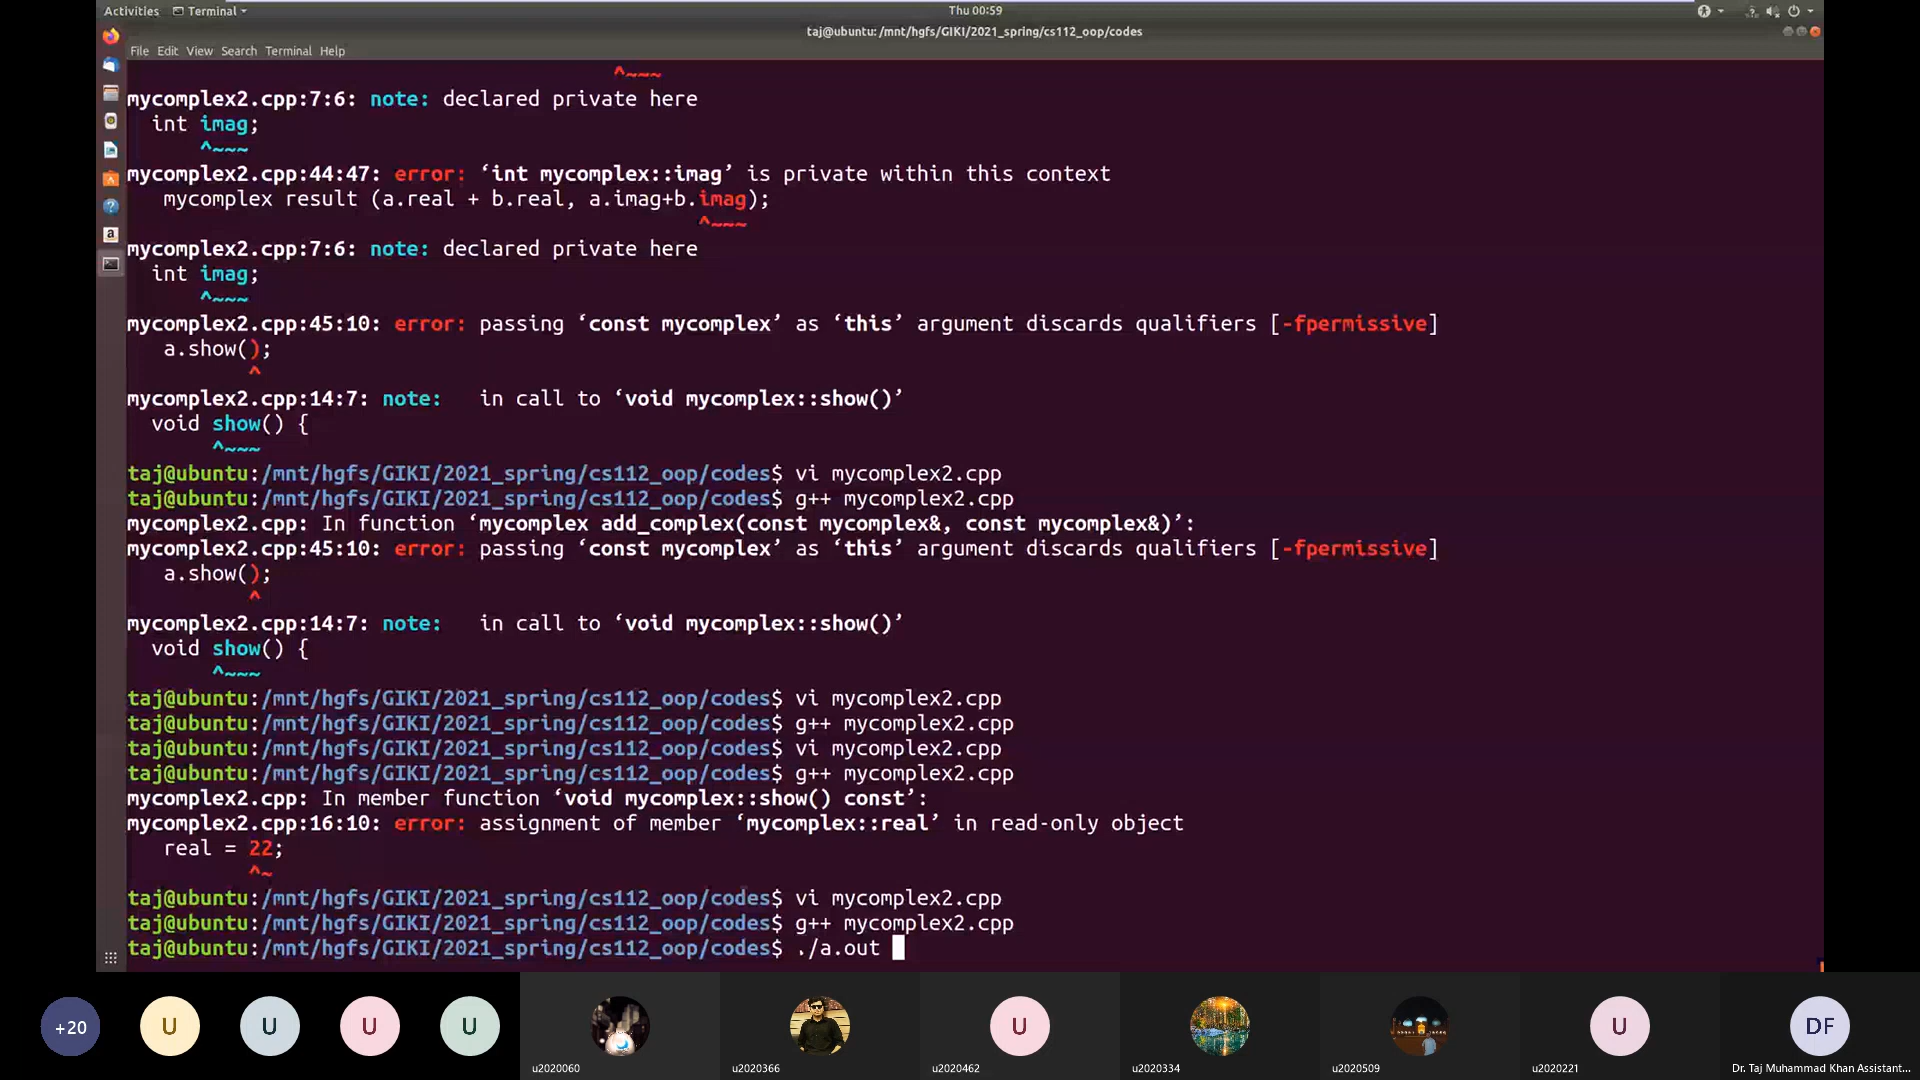 Activities Terminal Thu 00:59
taj@ubuntu: /mnt/hgfs/GIKI/2021_spring/cs112_oop/codes
File Edit View Search Terminal Help
^~~~
mycomplex2.cpp:7:6: note: declared private here
int imag;
^~~~
mycomplex2.cpp:44:47: error: ‘int mycomplex::imag’ is private within this context
mycomplex result (a.real + b.real, a.imag+b.imag);
^~~~
mycomplex2.cpp:7:6: note: declared private here
int imag;
^~~~
mycomplex2.cpp:45:10: error: passing ‘const mycomplex’ as ‘this’ argument discards qualifiers [-fpermissive]
a.show();
^
mycomplex2.cpp:14:7: note:   in call to ‘void mycomplex::show()’
void show() {
^~~~
taj@ubuntu:/mnt/hgfs/GIKI/2021_spring/cs112_oop/codes$ vi mycomplex2.cpp
taj@ubuntu:/mnt/hgfs/GIKI/2021_spring/cs112_oop/codes$ g++ mycomplex2.cpp
mycomplex2.cpp: In function ‘mycomplex add_complex(const mycomplex&, const mycomplex&)’:
mycomplex2.cpp:45:10: error: passing ‘const mycomplex’ as ‘this’ argument discards qualifiers [-fpermissive]
a.show();
^
mycomplex2.cpp:14:7: note:   in call to ‘void mycomplex::show()’
void show() {
^~~~
taj@ubuntu:/mnt/hgfs/GIKI/2021_spring/cs112_oop/codes$ vi mycomplex2.cpp
taj@ubuntu:/mnt/hgfs/GIKI/2021_spring/cs112_oop/codes$ g++ mycomplex2.cpp
taj@ubuntu:/mnt/hgfs/GIKI/2021_spring/cs112_oop/codes$ vi mycomplex2.cpp
taj@ubuntu:/mnt/hgfs/GIKI/2021_spring/cs112_oop/codes$ g++ mycomplex2.cpp
mycomplex2.cpp: In member function ‘void mycomplex::show() const’:
mycomplex2.cpp:16:10: error: assignment of member ‘mycomplex::real’ in read-only object
real = 22;
^~
taj@ubuntu:/mnt/hgfs/GIKI/2021_spring/cs112_oop/codes$ vi mycomplex2.cpp
taj@ubuntu:/mnt/hgfs/GIKI/2021_spring/cs112_oop/codes$ g++ mycomplex2.cpp
taj@ubuntu:/mnt/hgfs/GIKI/2021_spring/cs112_oop/codes$ ./a.out
+20 U U U U U U DF
u2020060 u2020366 u2020462 u2020334 u2020509 u2020221 Dr. Taj Muhammad Khan Assistant...